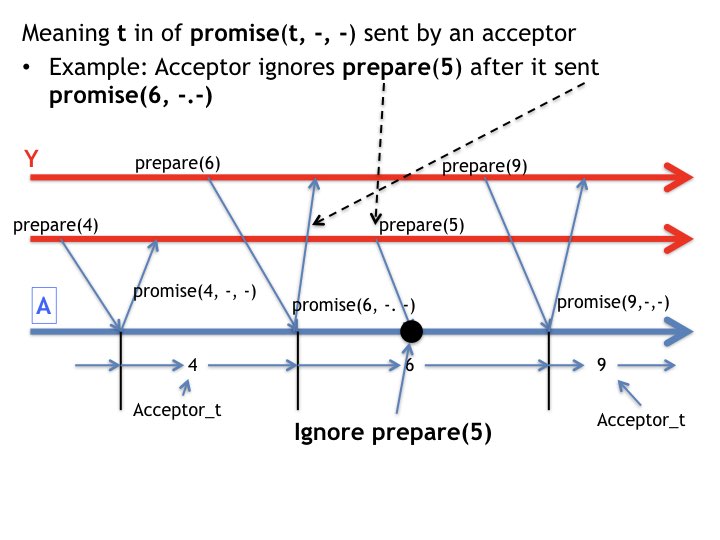 Meaning t in of promise(t, -, -) sent by an acceptor
• Example: Acceptor ignores prepare(5) after it sent
promise(6, -.-)
Y
prepare(6)
prepare(9)
prepare(4)
prepare(5)
promise(4, -, -)
promise(6, -. -)
promise(9,-,-)
A
4
6
9
Acceptor_t
Acceptor_t
Ignore prepare(5)